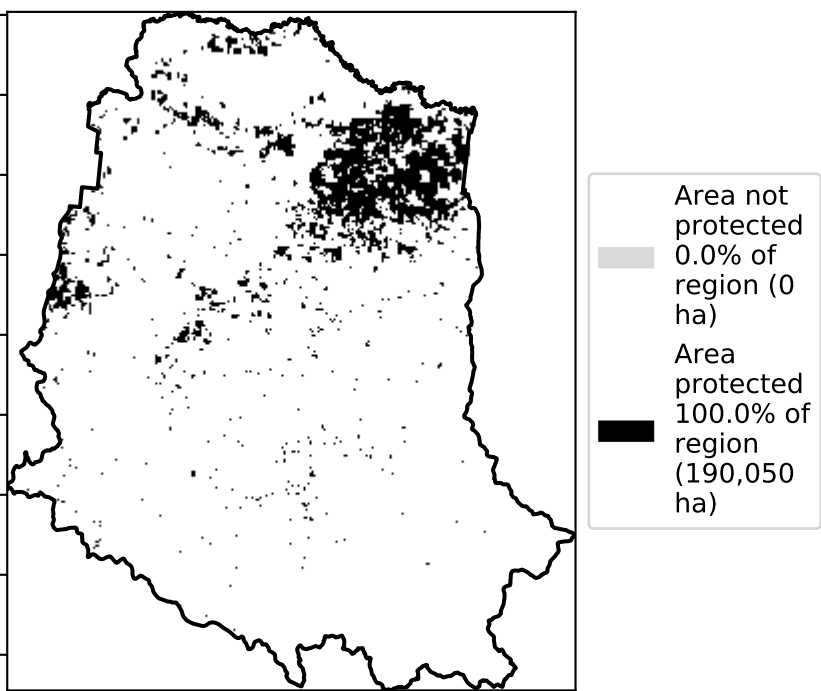 Area not
protected
0.0% of
region (0
ha)
Area
protected
100.0% of
region
(190,050
ha)